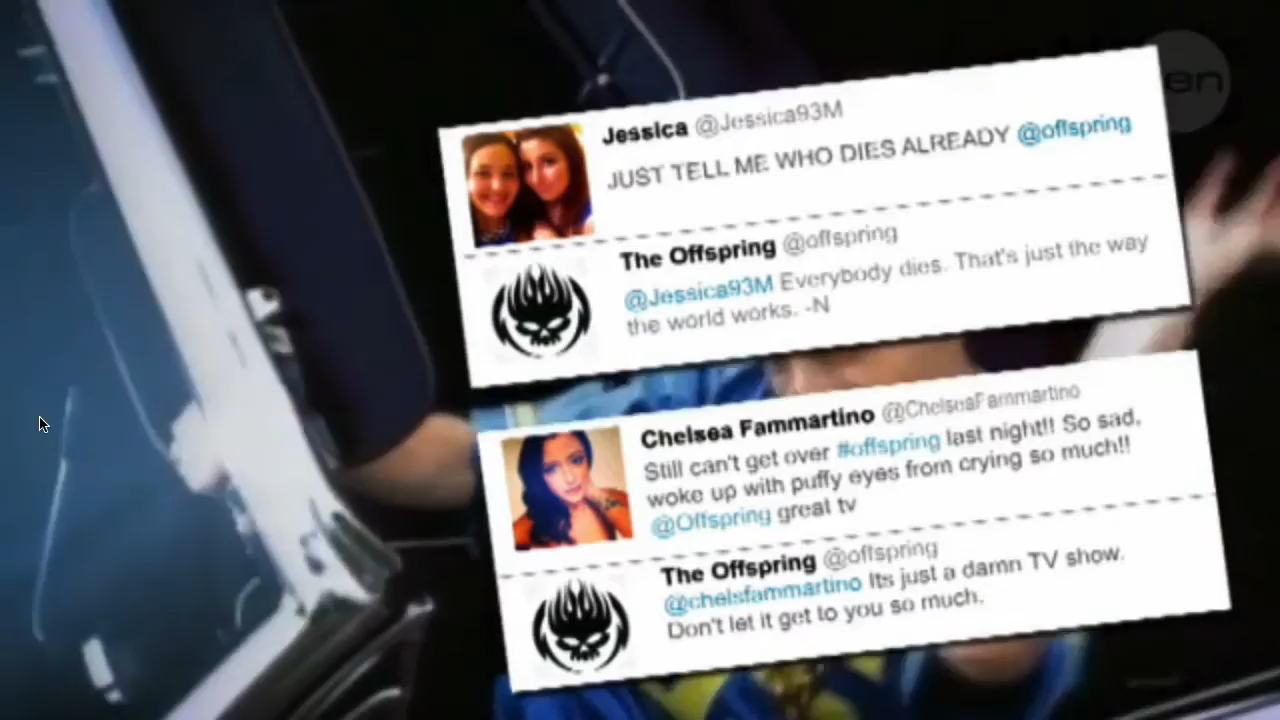 en
Jessica @Jessica93M
JUST TELL ME WHO DIES ALREADY @offspring
The Offspring @offspring
@Jessica93M Everybody dies. That's just the way
the world works. -N
Chelsea Fammartino @ChelseaFammartino
Still can't get over #offspring last night!! So sad,
woke up with puffy eyes from crying so much!!
@Offspring great tv
The Offspring @offspring
@chelsfammartino Its just a damn TV show.
Don't let it get to you so much.